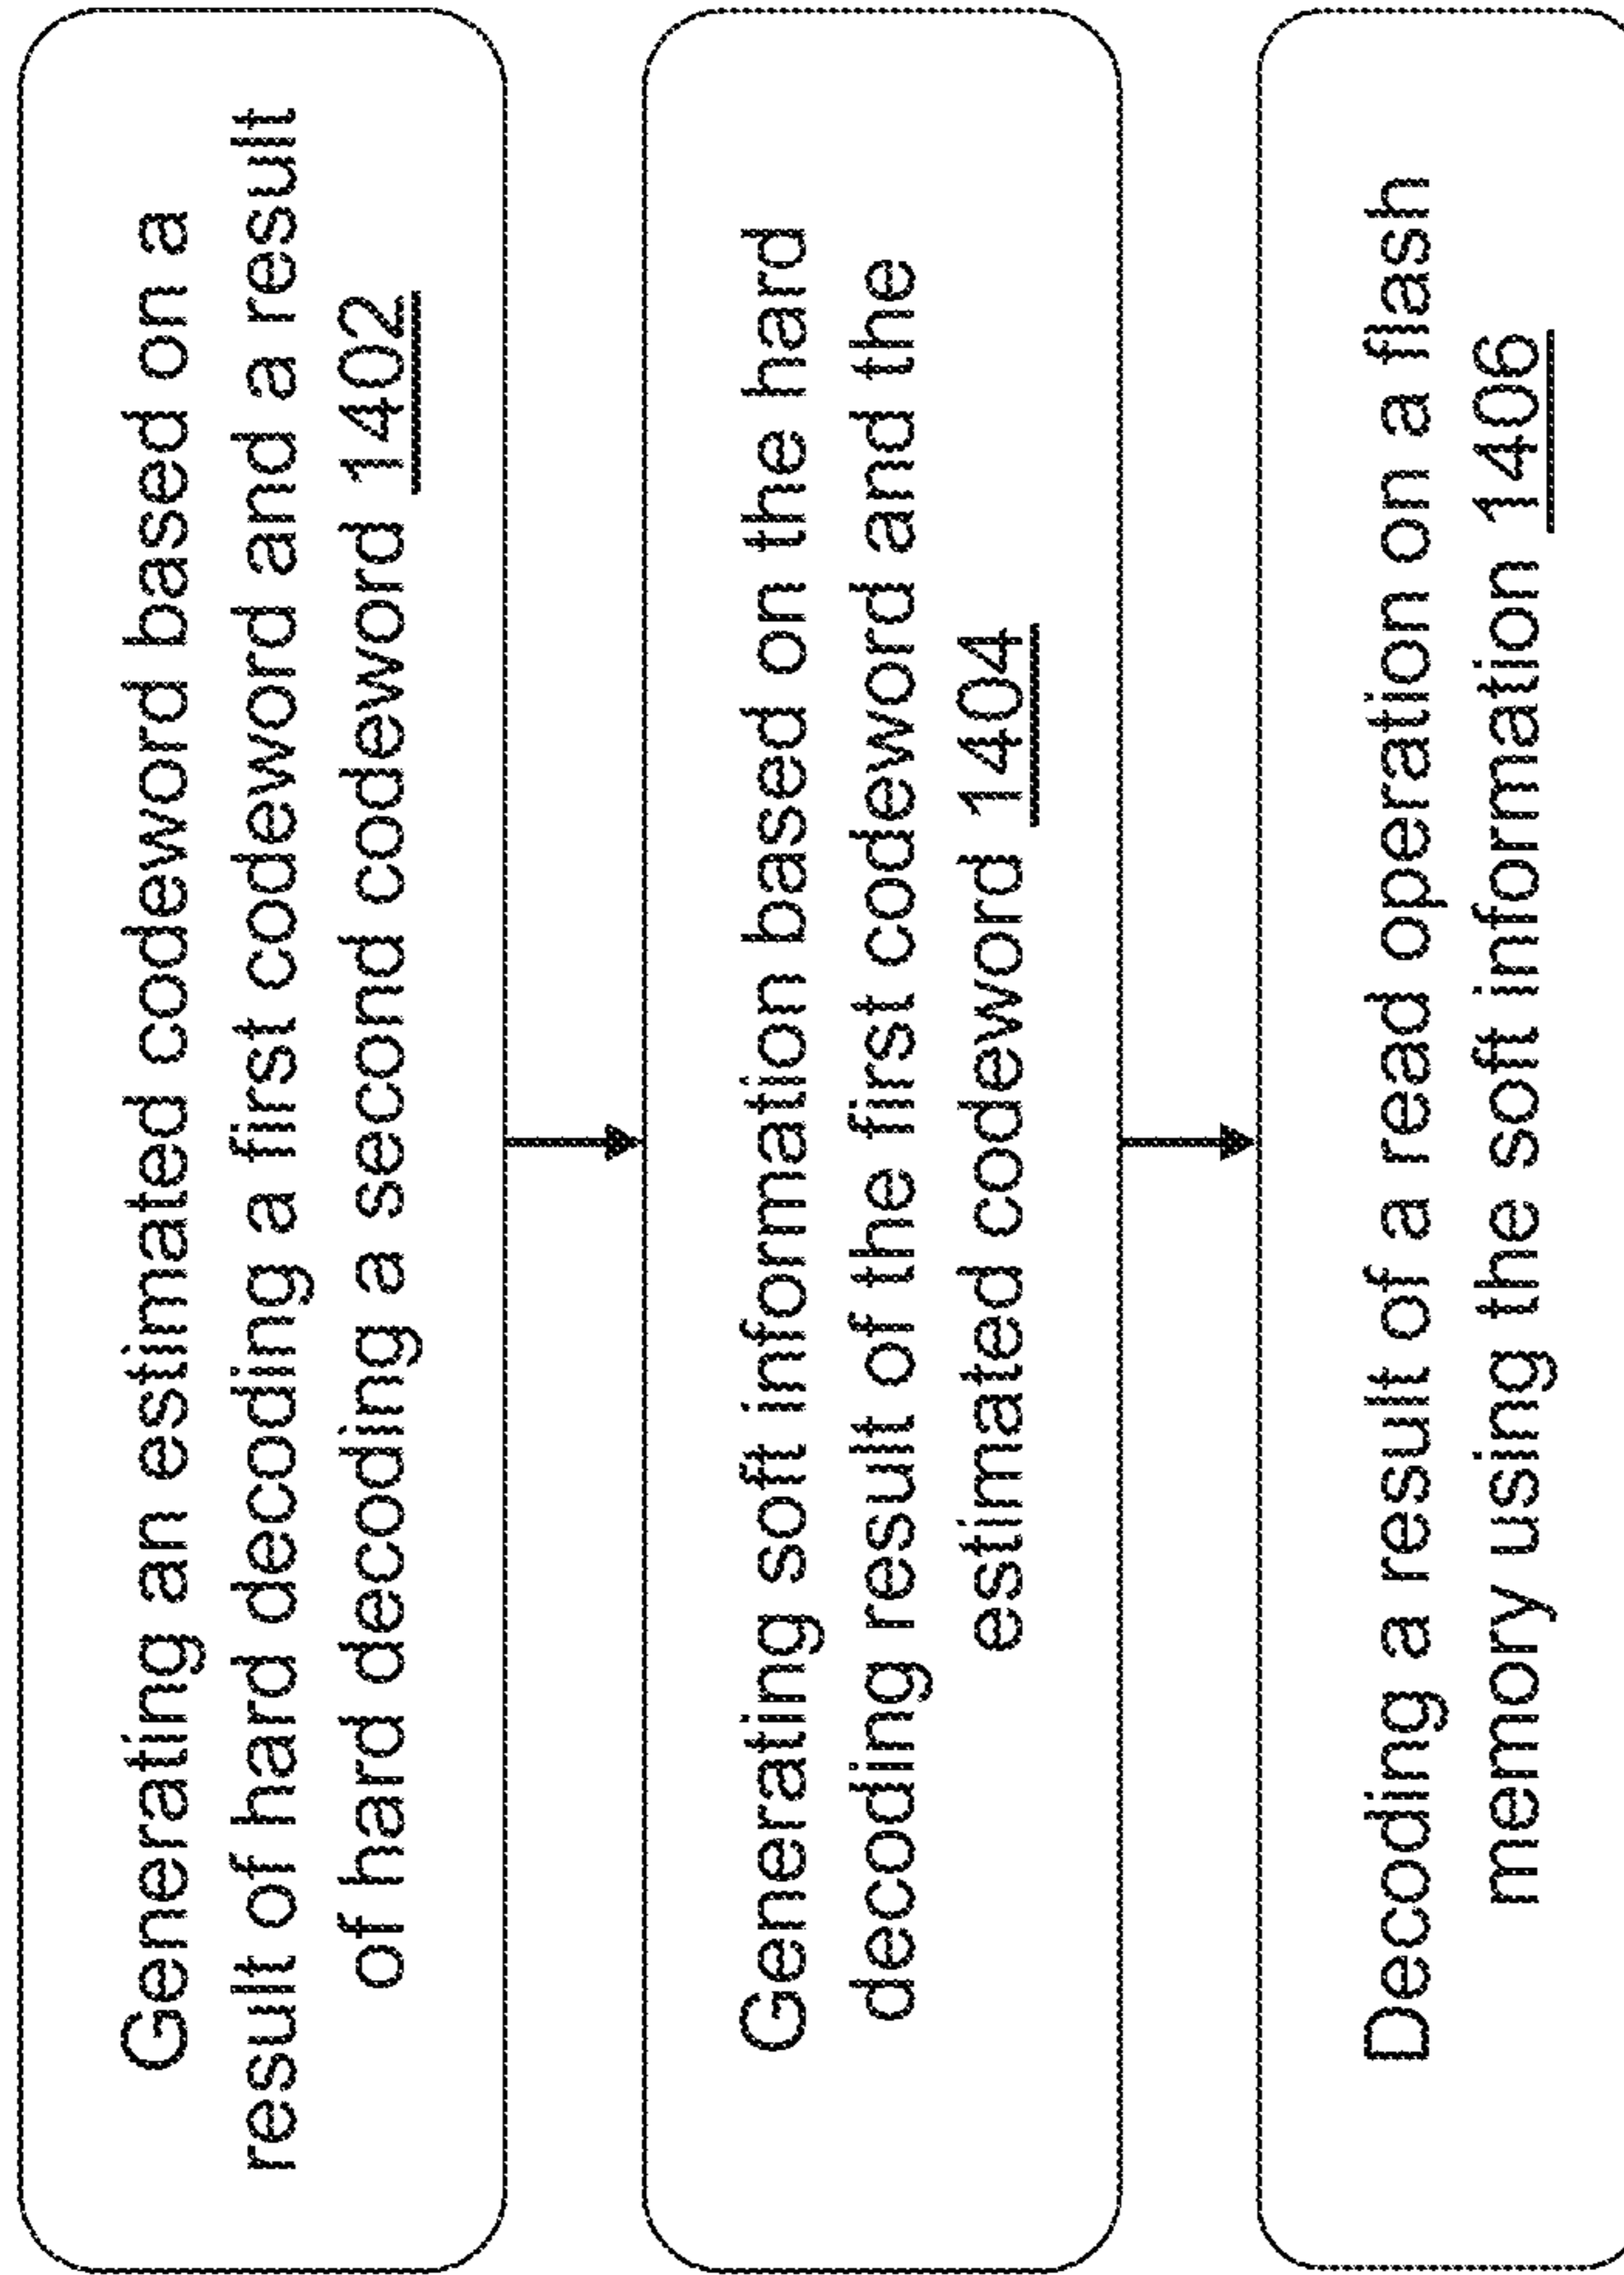 Generating an estimated codeword based on a
result of hard decoding a first codeword and a result
of hard decoding a second codeword 1402
Generating soft information based on the hard
decoding result of the first codeword and the
estimated codeword 1404
Decoding a result of a read operation on a flash
memory using the soft information 1406